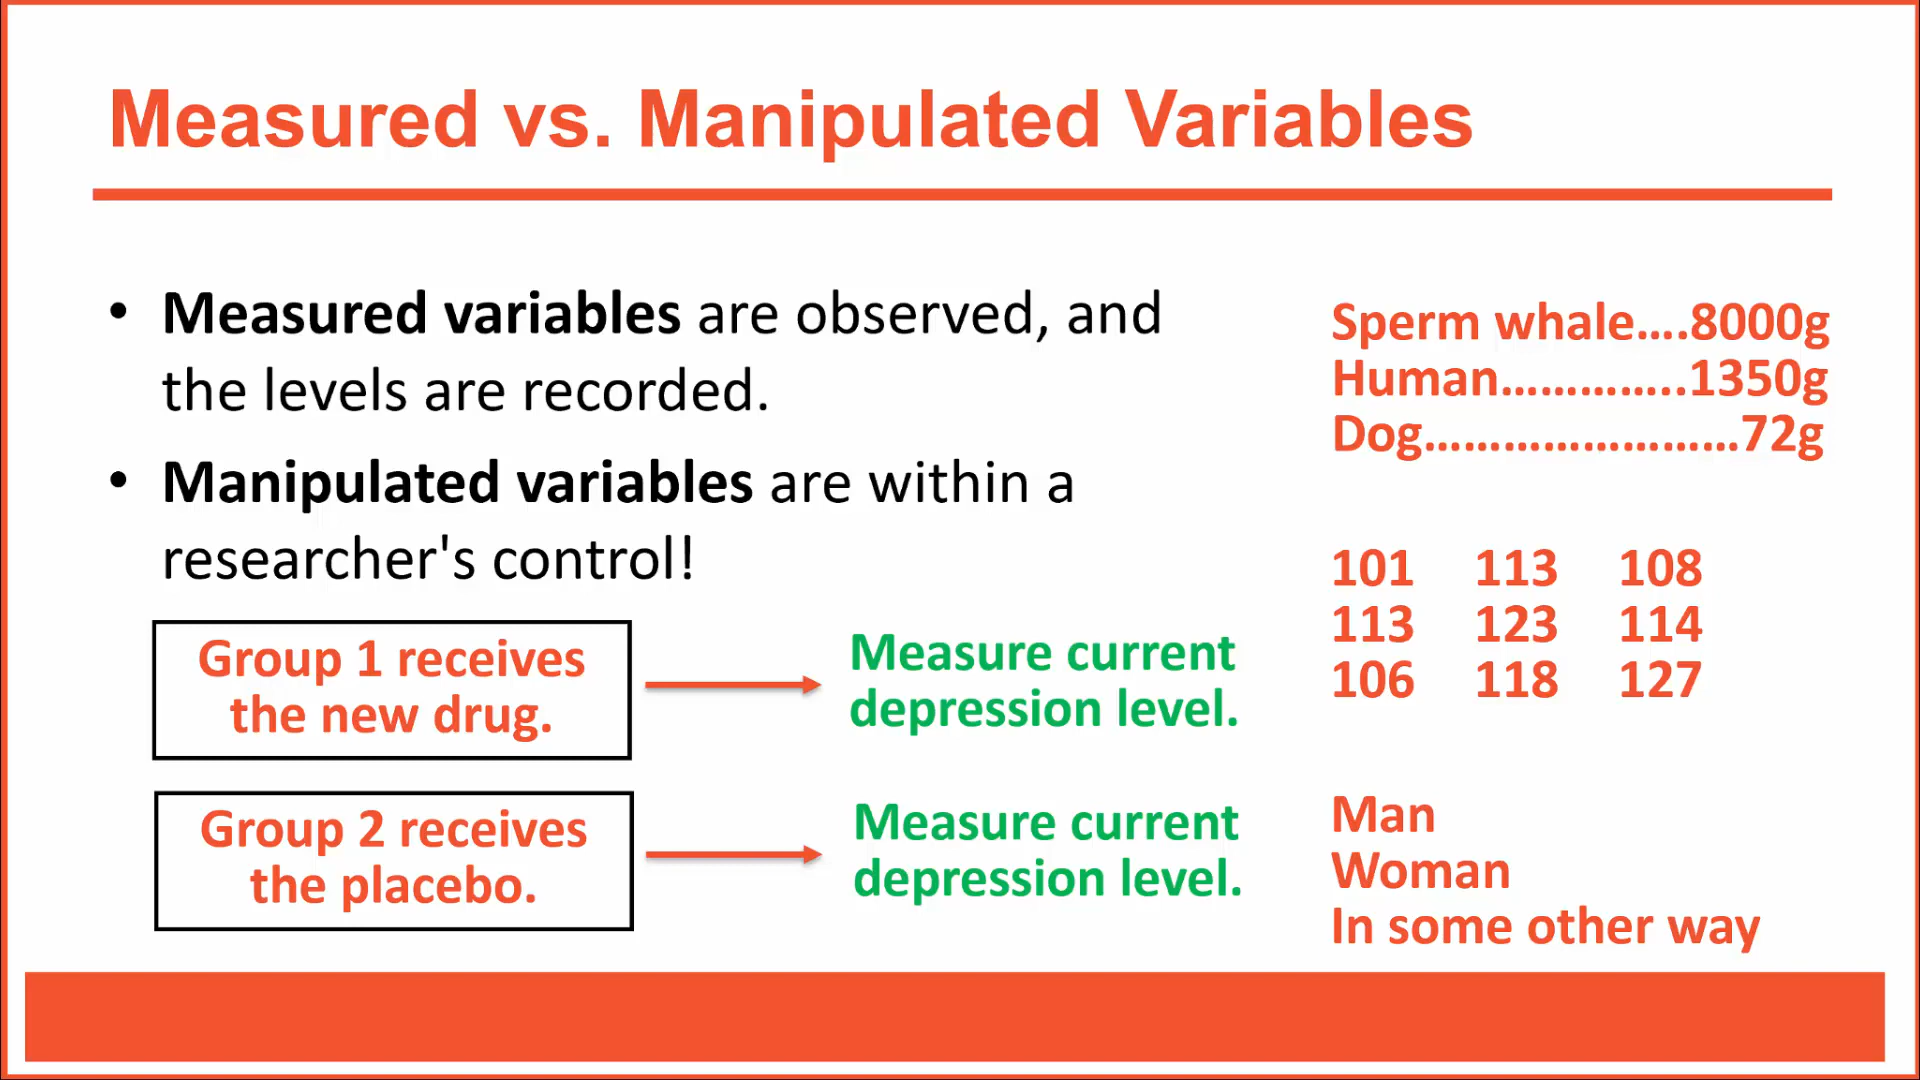 Measured vs. Manipulated Variables
• Measured variables are observed, and
the levels are recorded.
• Manipulated variables are within a
researcher's control!
Group 1 receives
the new drug.
Measure current
depression level.
Group 2 receives
the placebo.
Measure current
depression level.
Sperm whale....8000g
Human…………..1350g
Dog……………………72g
101 113 108
113 123 114
106 118 127
Man
Woman
In some other way